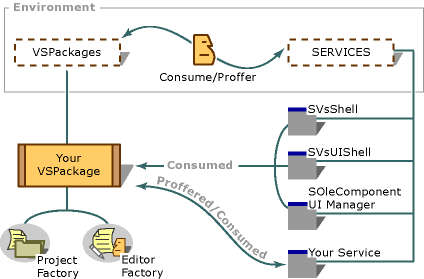 Environment
VSPackages
SERVICES
Consume/Proffer
SVsShell
Your
VSPackage
Consumed
SVsUIShell
Proffered/Consumed
SOleComponent
UI Manager
Project
Factory
Editor
Factory
Your Service